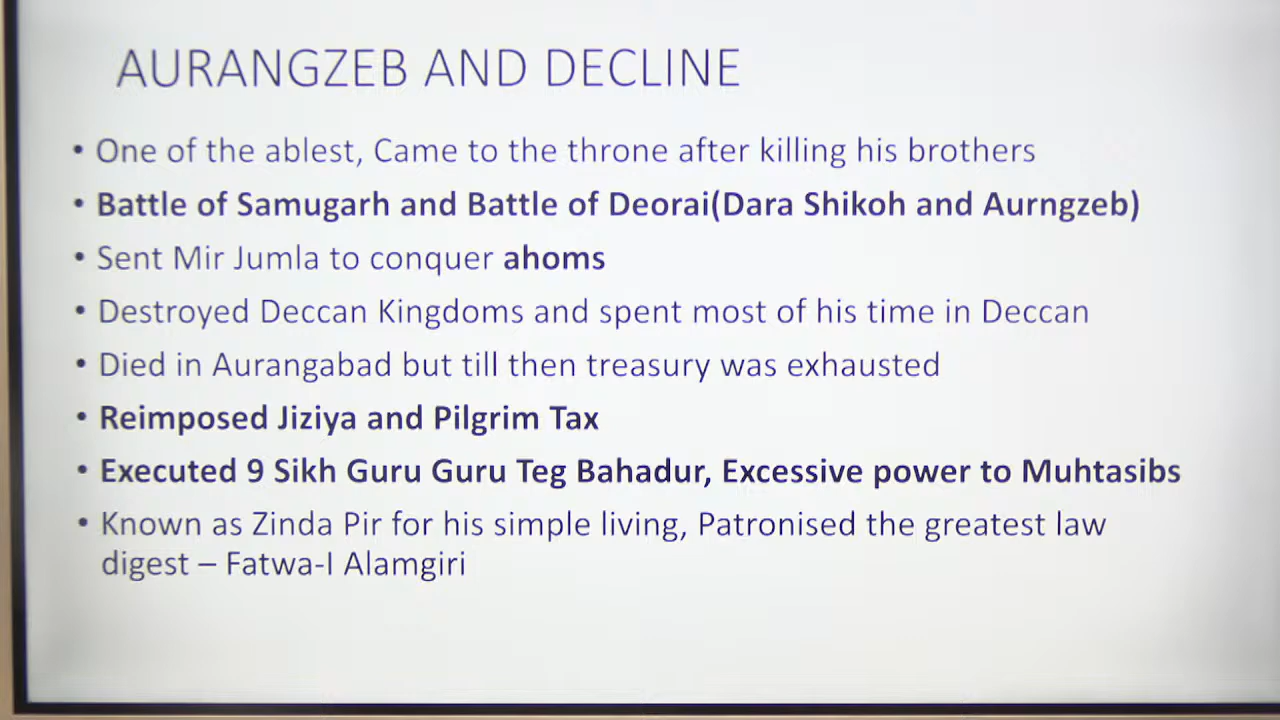 AURANGZEB AND DECLINE
• One of the ablest, Came to the throne after killing his brothers
• Battle of Samugarh and Battle of Deorai(Dara Shikoh and Aurngzeb)
• Sent Mir Jumla to conquer ahoms
• Destroyed Deccan Kingdoms and spent most of his time in Deccan
• Died in Aurangabad but till then treasury was exhausted
• Reimposed Jiziya and Pilgrim Tax
• Executed 9 Sikh Guru Guru Teg Bahadur, Excessive power to Muhtasibs
• Known as Zinda Pir for his simple living, Patronised the greatest law
digest – Fatwa-I Alamgiri